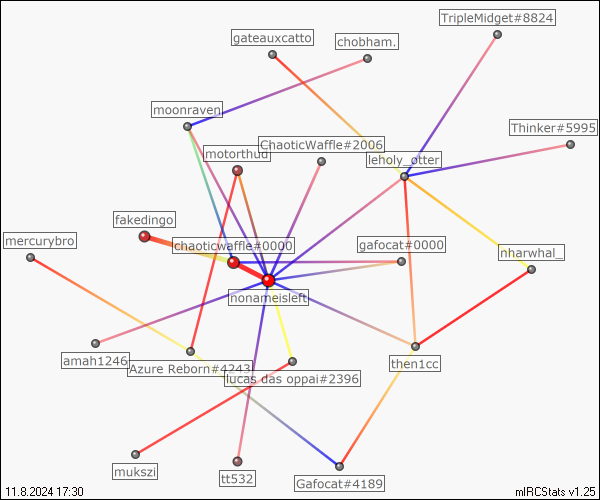 TripleMidget#8824
gateauxcatto
chobham.
moonraven
Thinker#5995
ChaoticWaffle#2006
motorthud
leholy_otter
fakedingo
mercurybro
chaoticwaffle#0000
gafocat#0000
nharwhal_
nonameisleft
amah1246
Azure Reborn#4243
then1cc
lucas das oppai#2396
mukszi
tt532
Gafocat#4189
11.8.2024 17:30
mIRCStats v1.25